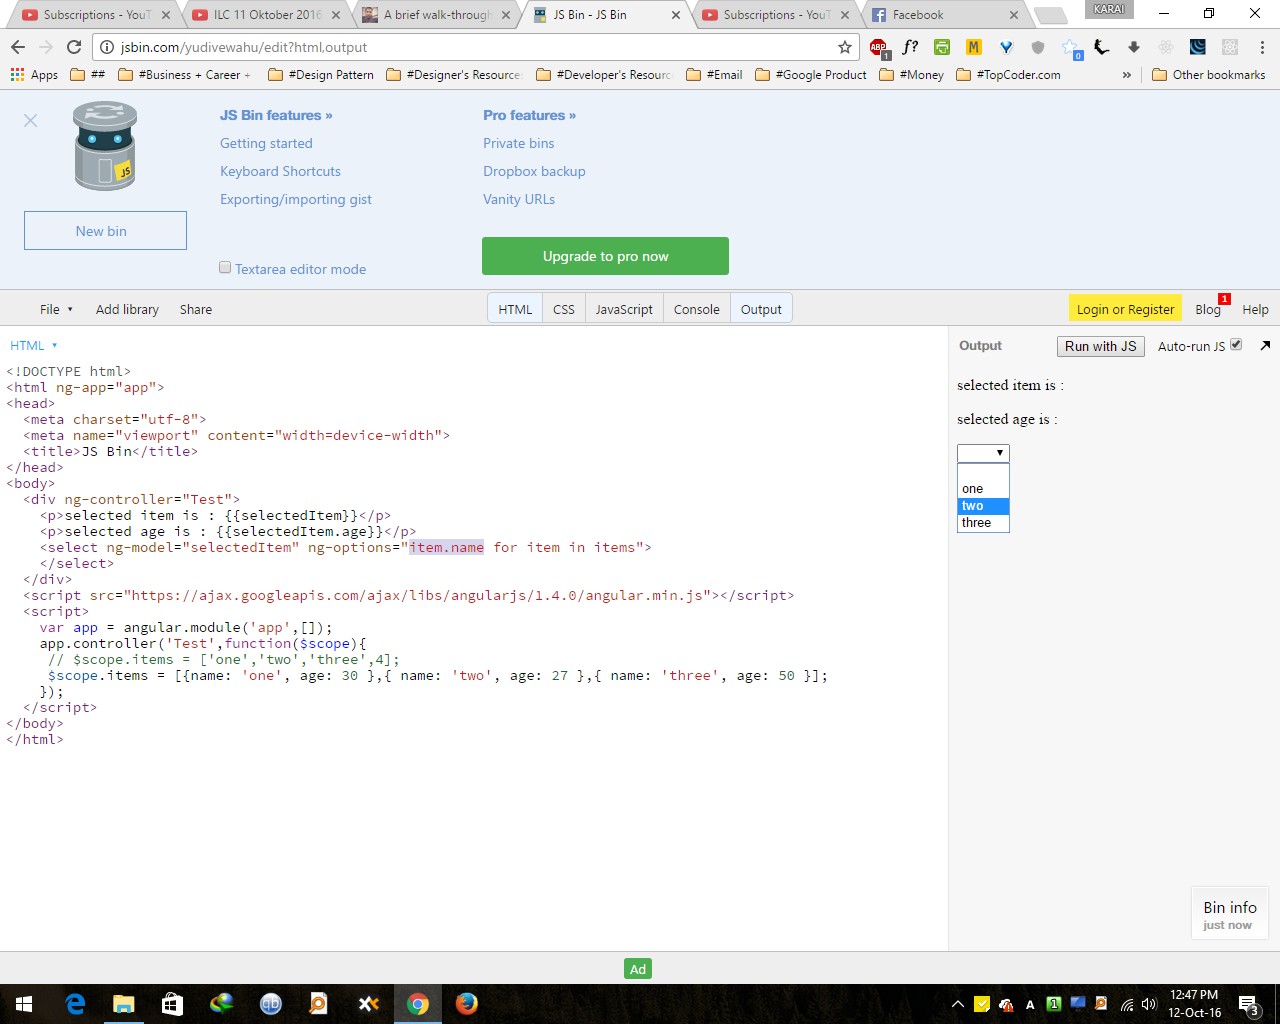 Subscriptions - YouT
ILC 11 Oktober 2016
A brief walk-through
JS Bin - JS Bin
Subscriptions - YouT
Facebook
KARAI
jsbin.com/yudivewahu/edit?html,output
ABP 1 f? M 0
Apps ## #Business + Career + #Design Pattern #Designer's Resource #Developer's Resourc #Email #Google Product #Money #TopCoder.com » Other bookmarks
JS Bin features »
Getting started
Keyboard Shortcuts
Exporting/importing gist
Pro features »
Private bins
Dropbox backup
Vanity URLs
JS
New bin
Textarea editor mode
Upgrade to pro now
File Add library Share
HTML CSS JavaScript Console Output
Login or Register Blog 1 Help
HTML
<!DOCTYPE html>
<html ng-app="app">
<head>
<meta charset="utf-8">
<meta name="viewport" content="width=device-width">
<title>JS Bin</title>
</head>
<body>
<div ng-controller="Test">
<p>selected item is : {{selectedItem}}</p>
<p>selected age is : {{selectedItem.age}}</p>
<select ng-model="selectedItem" ng-options="item.name for item in items">
</select>
</div>
<script src="https://ajax.googleapis.com/ajax/libs/angularjs/1.4.0/angular.min.js"></script>
<script>
var app = angular.module('app',[]);
app.controller('Test',function($scope){
// $scope.items = ['one','two','three',4];
$scope.items = [{name: 'one', age: 30 },{ name: 'two', age: 27 },{ name: 'three', age: 50 }];
});
</script>
</body>
</html>
Output Run with JS Auto-run JS
selected item is :
selected age is :
one
two
three
Bin info
just now
Ad
12:47 PM
12-Oct-16
3